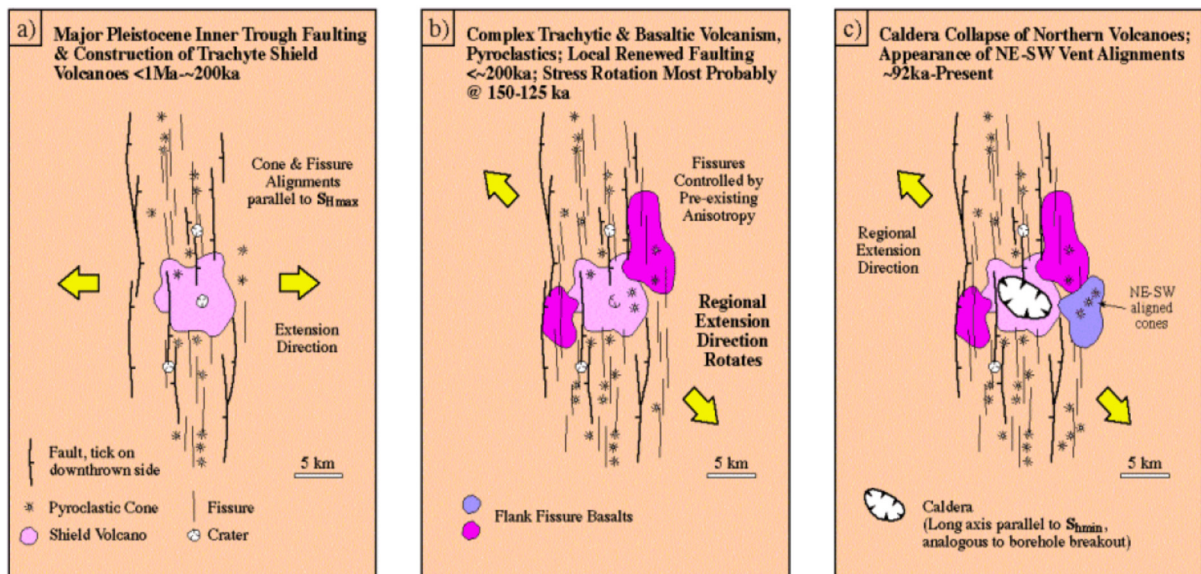 a)
Major Pleistocene Inner Trough Faulting
& Construction of Trachyte Shield
Volcanoes <1Ma-~200ka
Cone & Fissure
Alignments
parallel to SHmax
Extension
Direction
Fault, tick on
downthrown side
5 km
Pyroclastic Cone
Fissure
Shield Volcano
Crater
b)
Complex Trachytic & Basaltic Volcanism,
Pyroclastics; Local Renewed Faulting
<~200ka; Stress Rotation Most Probably
@ 150-125 ka
Fissures
Controlled by
Pre-existing
Anisotropy
Regional
Extension
Direction
Rotates
5 km
Flank Fissure Basalts
c)
Caldera Collapse of Northern Volcanoes;
Appearance of NE-SW Vent Alignments
~92ka-Present
Regional
Extension
Direction
NE-SW
aligned
cones
5 km
Caldera
(Long axis parallel to Shmin,
analogous to borehole breakout)